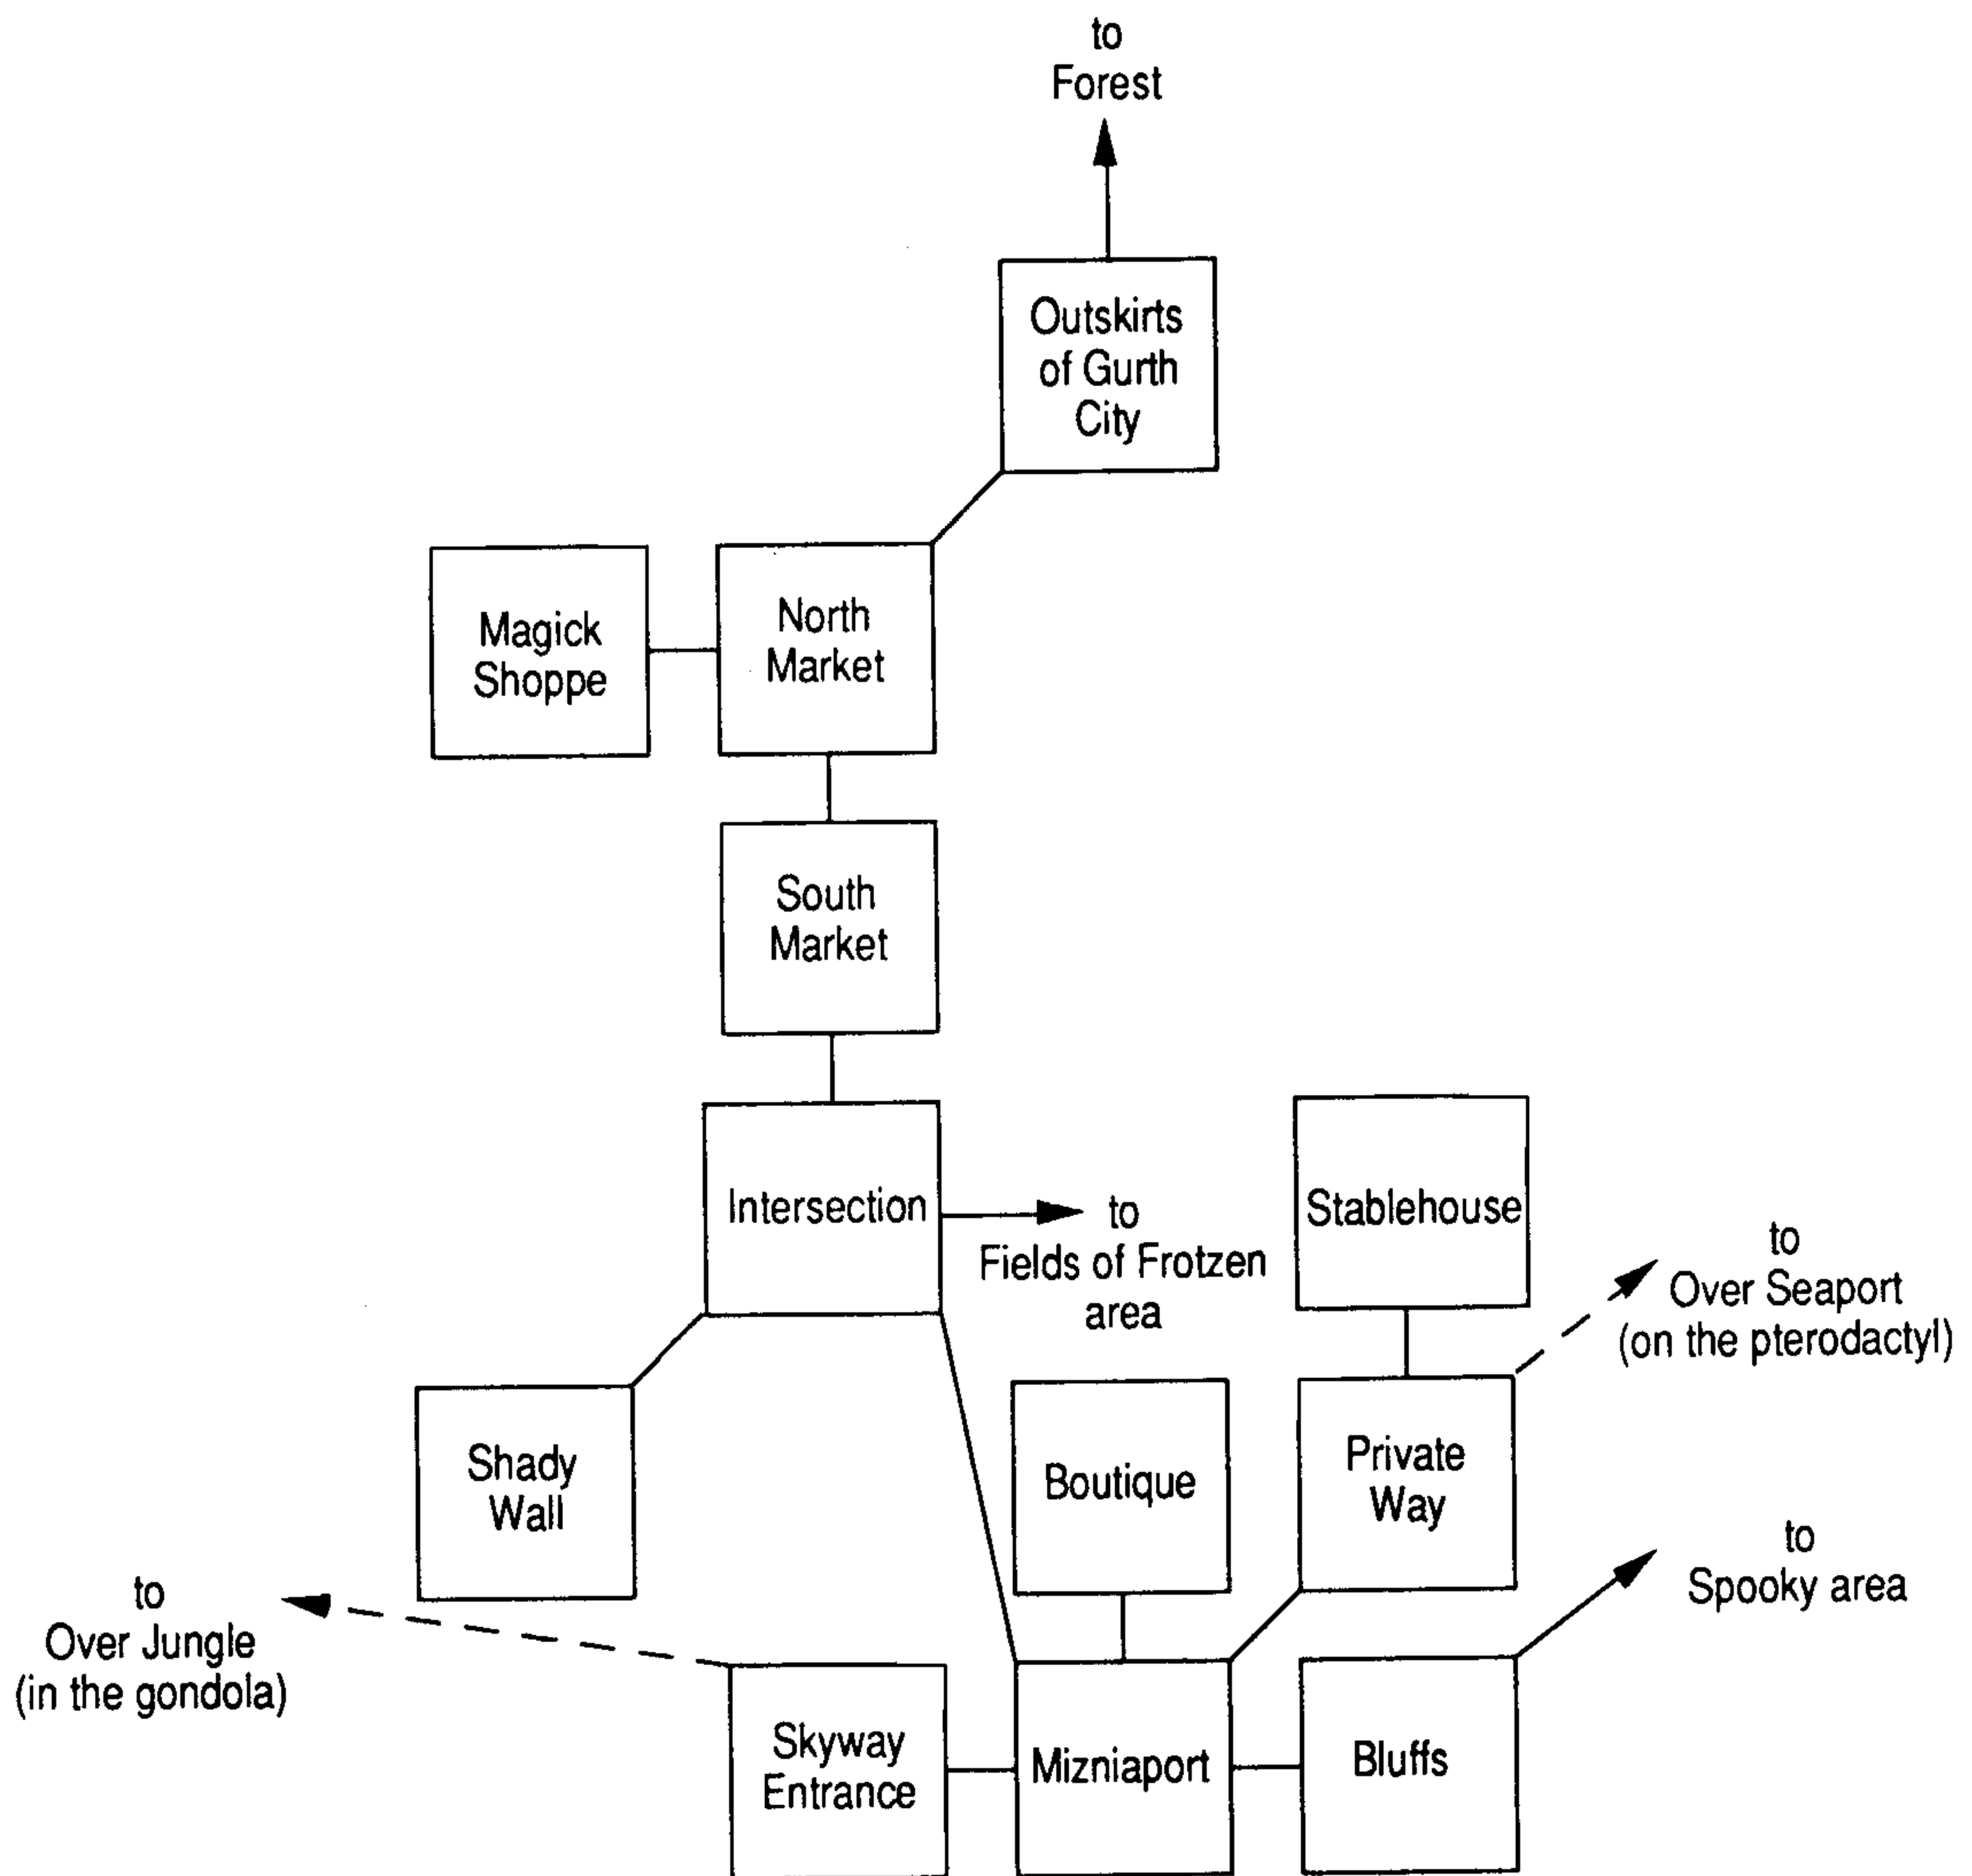 to
Forest
Outskirts
of Gurth
City
Magick
Shoppe
North
Market
South
Market
Intersection
to
Fields of Frotzen
area
Stablehouse
to
Over Seaport
(on the pterodactyl)
Shady
Wall
Boutique
Private
Way
to
Spooky area
to
Over Jungle
(in the gondola)
Skyway
Entrance
Mizniaport
Bluffs